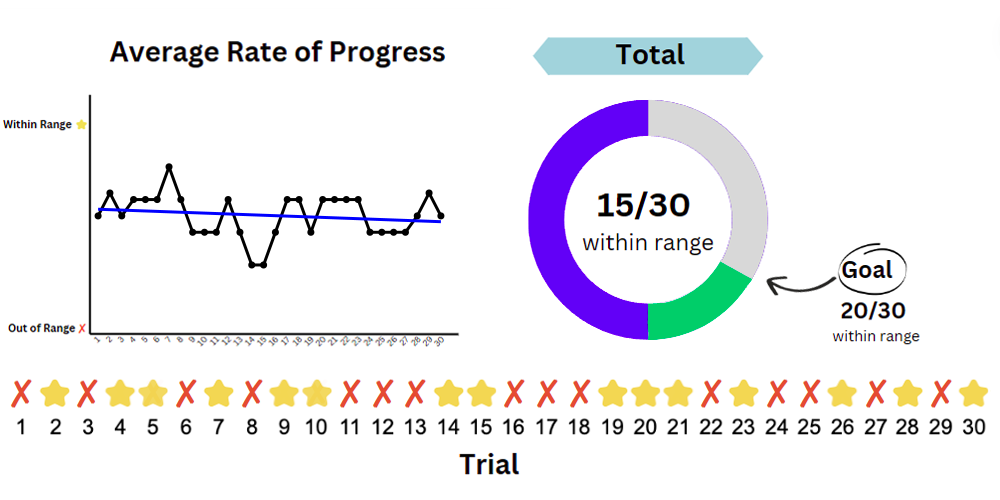 Average Rate of Progress
Total
Within Range
Out of Range
1 2 3 4 5 6 7 8 9 10 11 12 13 14 15 16 17 18 19 20 21 22 23 24 25 26 27 28 29 30
15/30
within range
Goal
20/30
within range
1 2 3 4 5 6 7 8 9 10 11 12 13 14 15 16 17 18 19 20 21 22 23 24 25 26 27 28 29 30
Trial